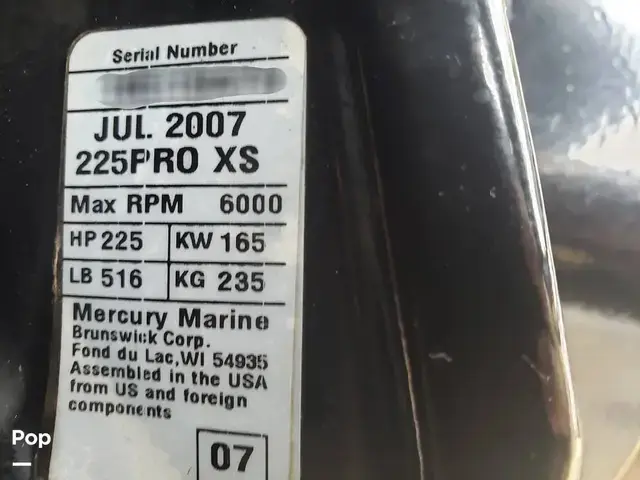 Serial Number
JUL 2007
225PRO XS
Max RPM 6000
HP 225 KW 165
LB 516 KG 235
Mercury Marine
Brunswick Corp.
Fond du Lac, WI 54935
Assembled in the USA
from US and foreign
components
07
Pop